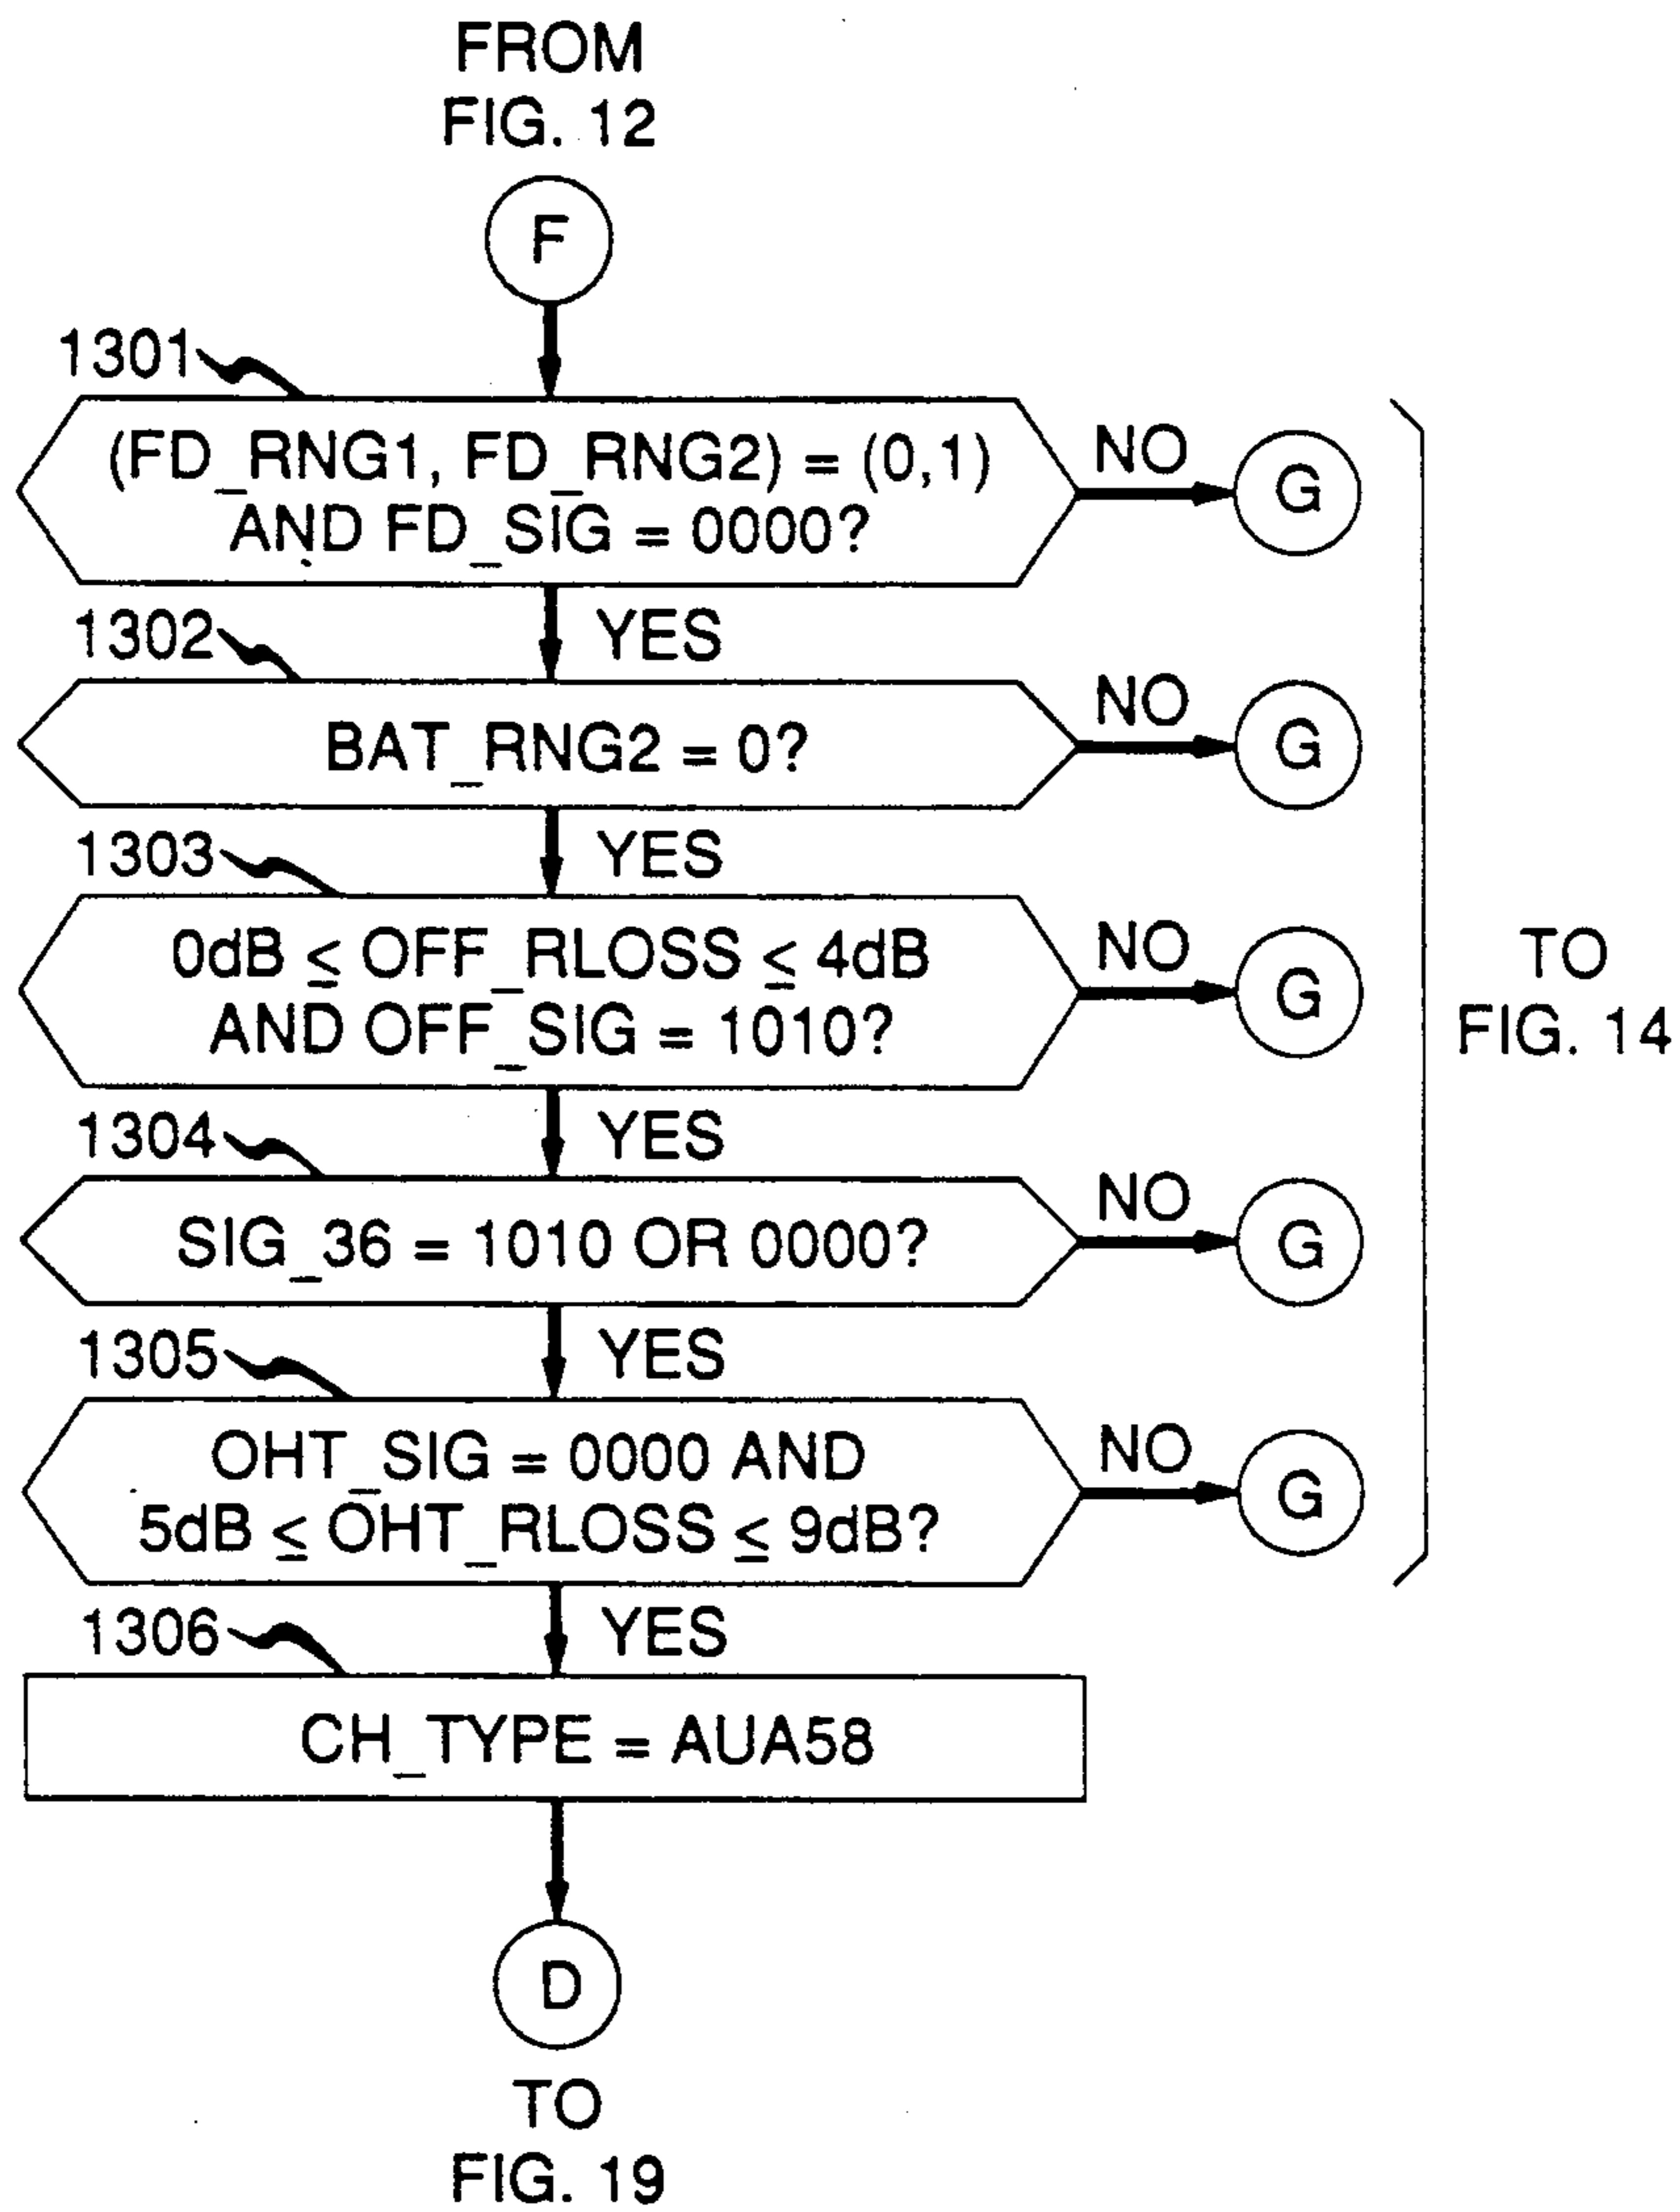 FROM
FIG. 12
F
1301
(FD_RNG1, FD_RNG2) = (0,1)
AND FD_SIG = 0000?
NO
G
YES
1302
BAT_RNG2 = 0?
NO
G
YES
1303
0dB ≤ OFF_RLOSS ≤ 4dB
AND OFF_SIG = 1010?
NO
G
TO
FIG. 14
YES
1304
SIG_36 = 1010 OR 0000?
NO
G
YES
1305
OHT_SIG = 0000 AND
5dB ≤ OHT_RLOSS ≤ 9dB?
NO
G
YES
1306
CH_TYPE = AUA58
D
TO
FIG. 19